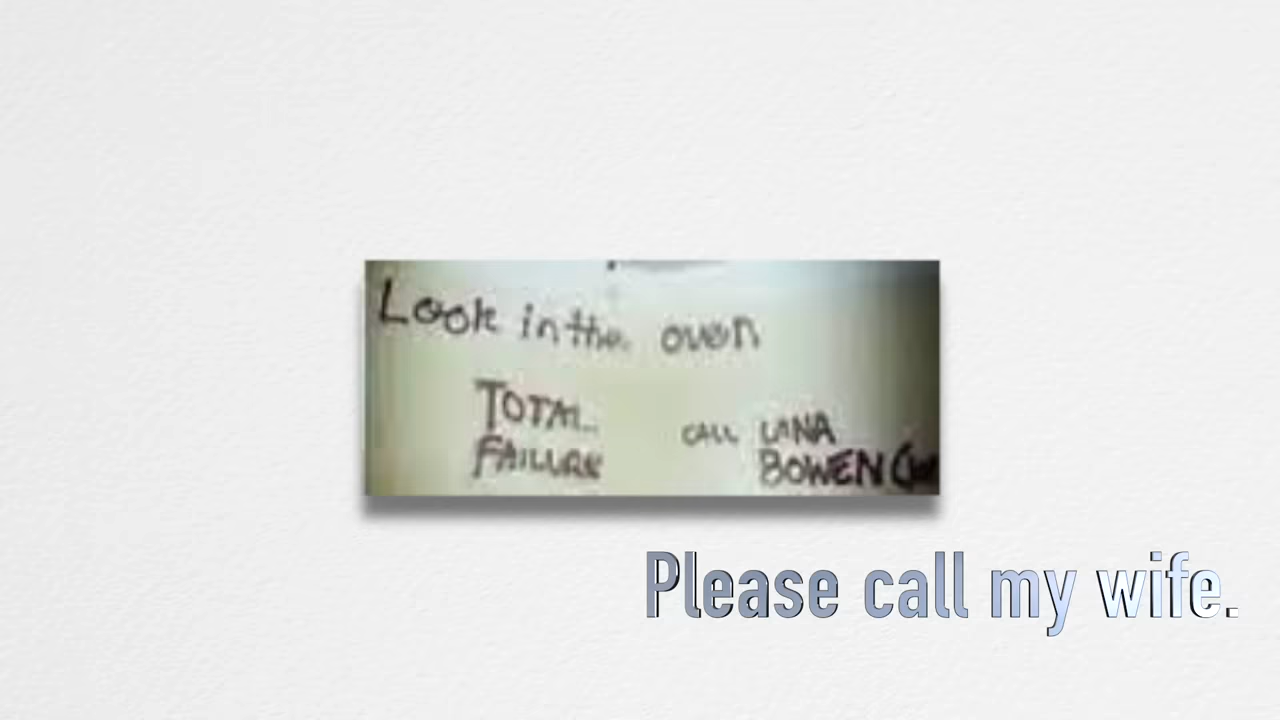 Look in the oven
TOTAL
FAILURE
CALL LANA
BOWEN
Please call my wife.